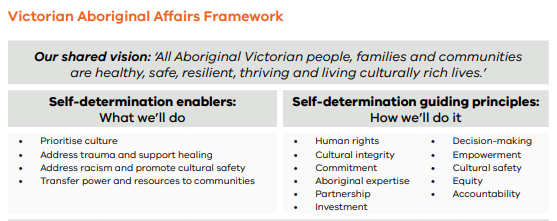 Victorian Aboriginal Affairs Framework
Our shared vision: ‘All Aboriginal Victorian people, families and communities
are healthy, safe, resilient, thriving and living culturally rich lives.’
Self-determination enablers:
What we’ll do
• Prioritise culture
• Address trauma and support healing
• Address racism and promote cultural safety
• Transfer power and resources to communities
Self-determination guiding principles:
How we’ll do it
• Human rights
• Cultural integrity
• Commitment
• Aboriginal expertise
• Partnership
• Investment
• Decision-making
• Empowerment
• Cultural safety
• Equity
• Accountability